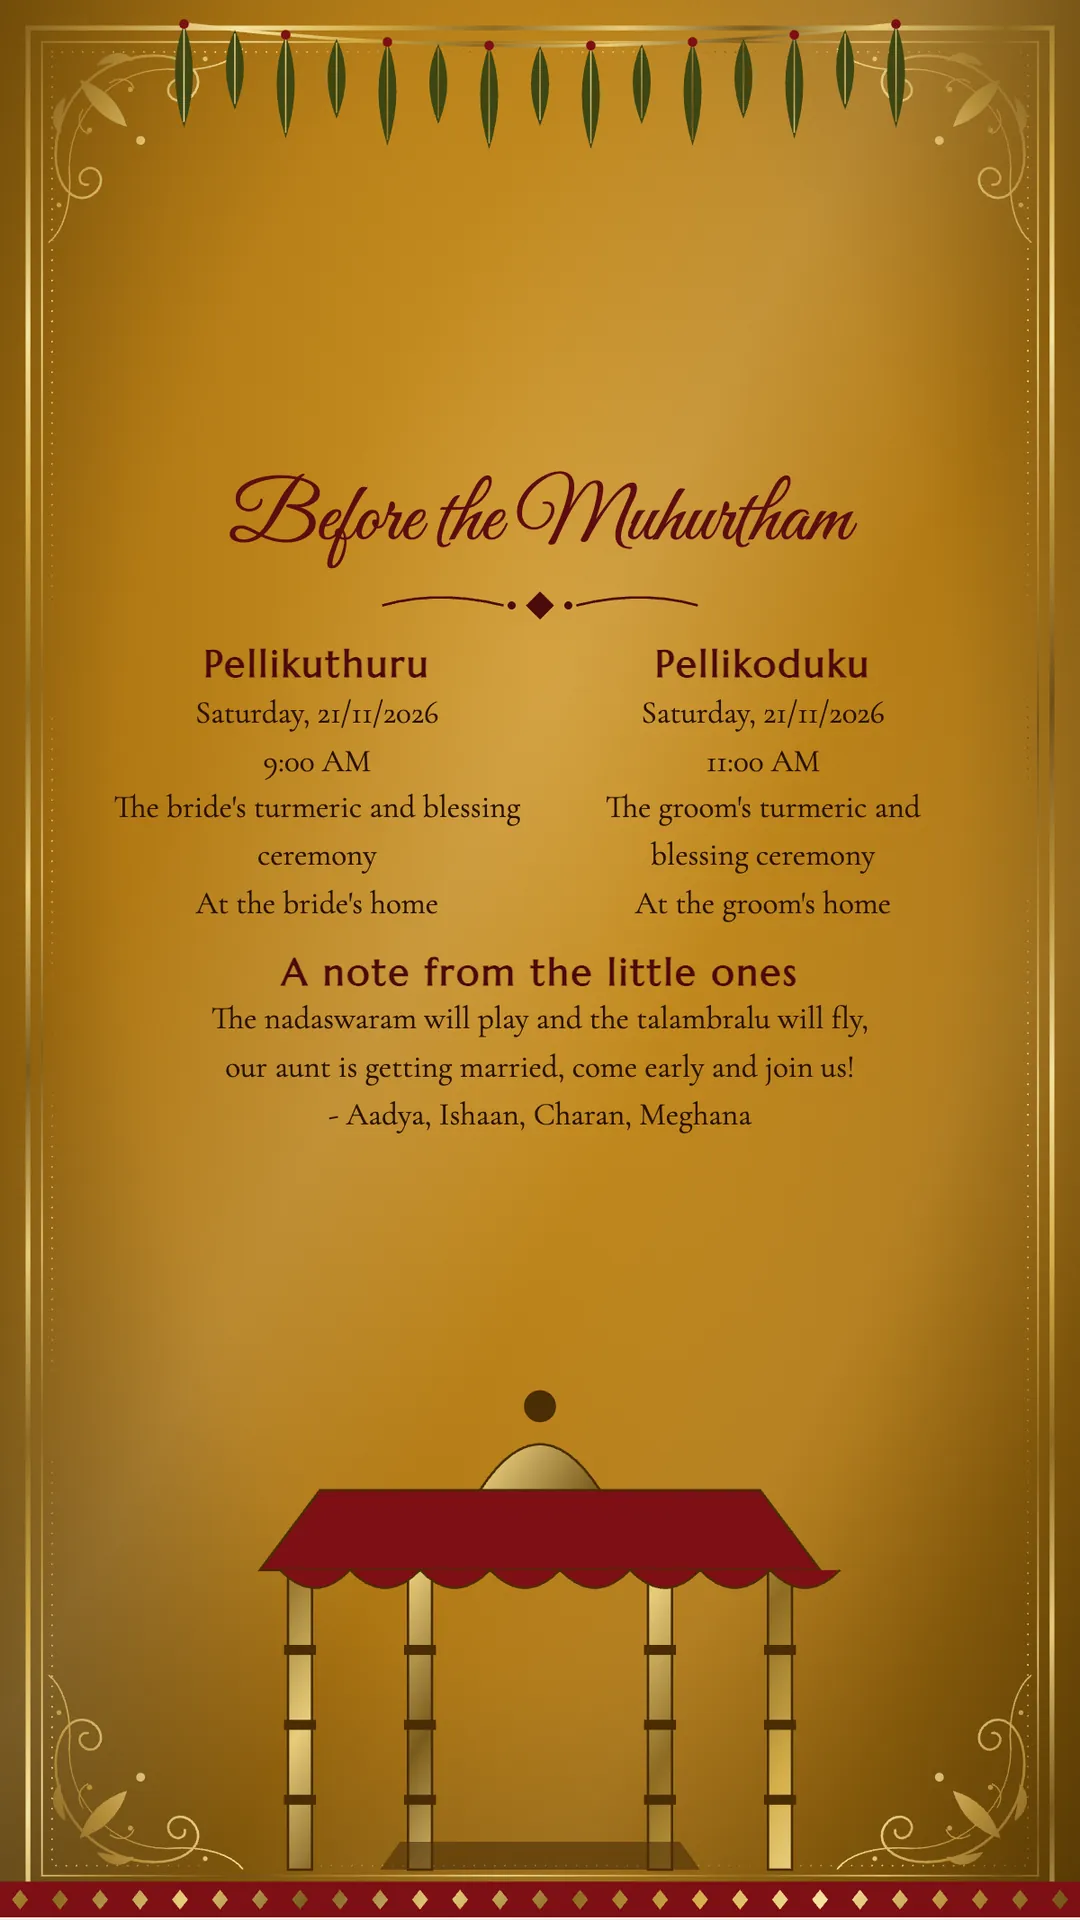 Before the Muhurtham
Pellikuthuru
Saturday, 21/11/2026
9:00 AM
The bride's turmeric and blessing
ceremony
At the bride's home
Pellikoduku
Saturday, 21/11/2026
11:00 AM
The groom's turmeric and
blessing ceremony
At the groom's home
A note from the little ones
The nadaswaram will play and the talambralu will fly,
our aunt is getting married, come early and join us!
- Aadya, Ishaan, Charan, Meghana